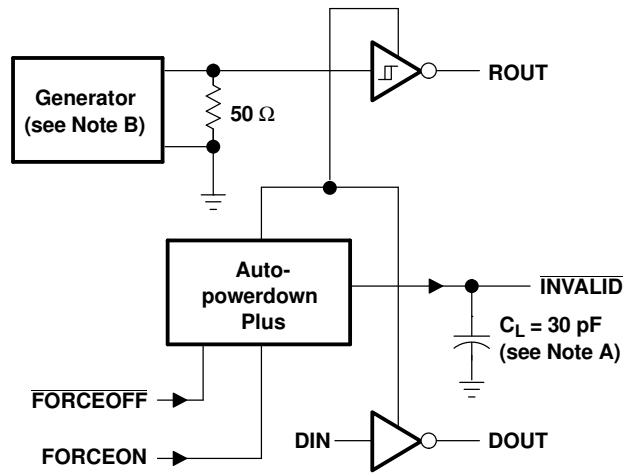 ROUT
Generator
(see Note B)
50 Ω
Auto-
powerdown
Plus
INVALID
C_L = 30 pF
(see Note A)
FORCEOFF
FORCEON
DIN
DOUT